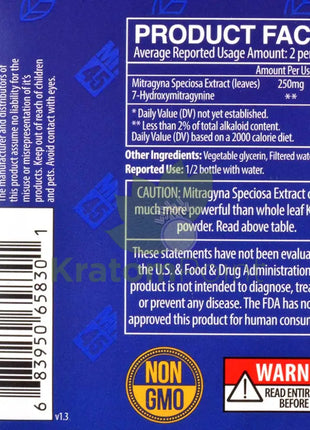 The manufacturer and distributors of
this product assume no liability for the
misuse or misrepresentation of it's
products. Keep out of reach of children
and pets. Avoid contact with eyes.
6 83950 65830 1
v1.3
PRODUCT FAC
Average Reported Usage Amount: 2 per
Amount Per Us
Mitragyna Speciosa Extract (leaves) 250mg
7-Hydroxymitragynine **
* Daily Value (DV) not yet established.
** Less than 2% of total alkaloid content.
Daily Value (DV) based on a 2000 calorie diet.
Other Ingredients: Vegetable glycerin, Filtered water
Reported Use: 1/2 bottle with water.
CAUTION: Mitragyna Speciosa Extract c
much more powerful than whole leaf K
powder. Read above table.
These statements have not been evaluat
the U.S. & Food & Drug Administration
product is not intended to diagnose, treat
or prevent any disease. The FDA has no
approved this product for human consum
Kratom
NON
GMO
WARN
READ ENTIRE
BEFORE